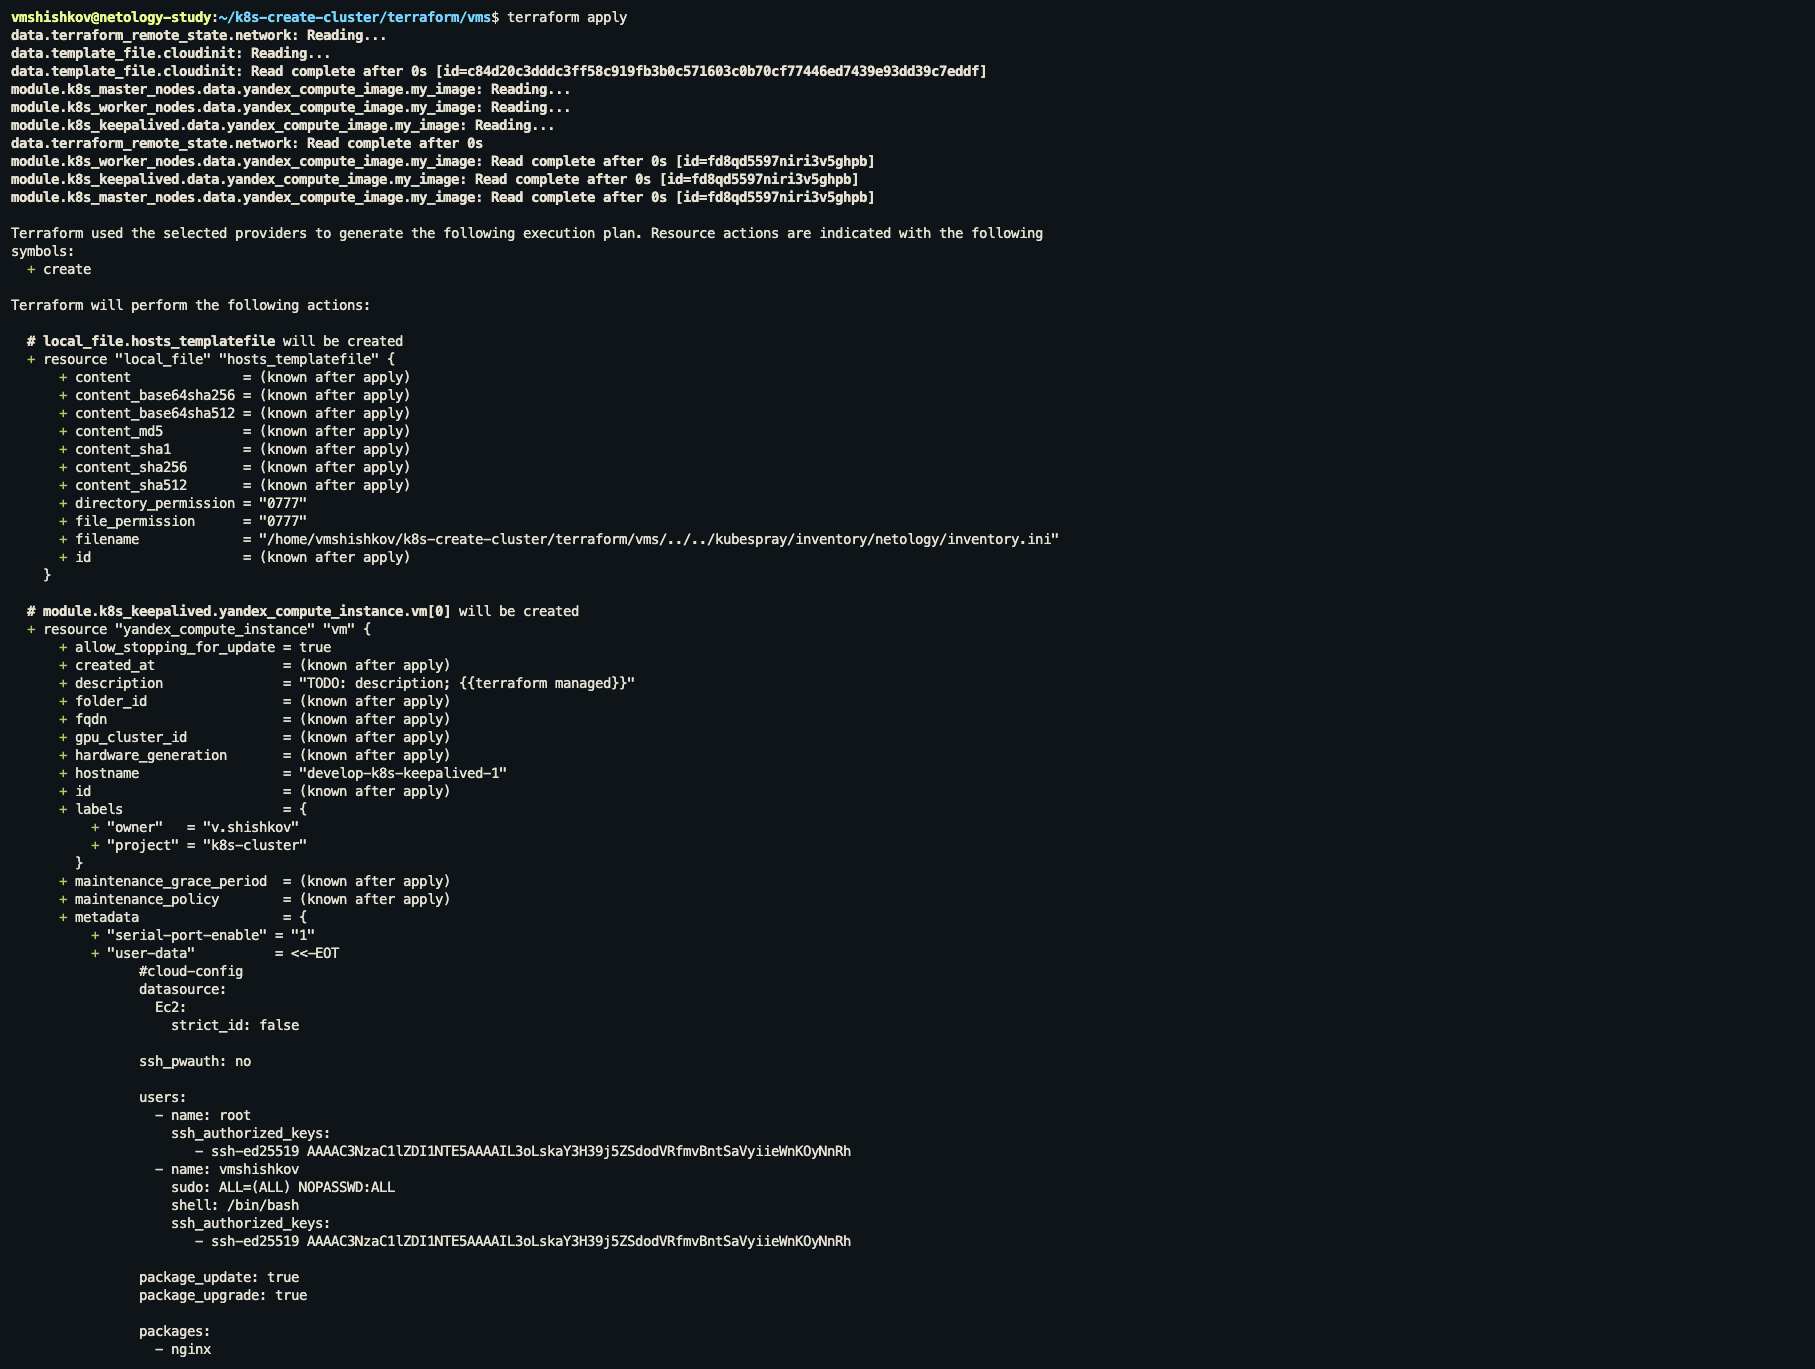 vmshishkov@netology-study:~/k8s-create-cluster/terraform/vms$ terraform apply
data.terraform_remote_state.network: Reading...
data.template_file.cloudinit: Reading...
data.template_file.cloudinit: Read complete after 0s [id=c84d20c3dddc3ff58c919fb3b0c571603c0b70cf77446ed7439e93dd39c7eddf]
module.k8s_master_nodes.data.yandex_compute_image.my_image: Reading...
module.k8s_worker_nodes.data.yandex_compute_image.my_image: Reading...
module.k8s_keepalived.data.yandex_compute_image.my_image: Reading...
data.terraform_remote_state.network: Read complete after 0s
module.k8s_worker_nodes.data.yandex_compute_image.my_image: Read complete after 0s [id=fd8qd5597niri3v5ghpb]
module.k8s_keepalived.data.yandex_compute_image.my_image: Read complete after 0s [id=fd8qd5597niri3v5ghpb]
module.k8s_master_nodes.data.yandex_compute_image.my_image: Read complete after 0s [id=fd8qd5597niri3v5ghpb]

Terraform used the selected providers to generate the following execution plan. Resource actions are indicated with the following
symbols:
  + create

Terraform will perform the following actions:

  # local_file.hosts_templatefile will be created
  + resource "local_file" "hosts_templatefile" {
      + content              = (known after apply)
      + content_base64sha256 = (known after apply)
      + content_base64sha512 = (known after apply)
      + content_md5          = (known after apply)
      + content_sha1         = (known after apply)
      + content_sha256       = (known after apply)
      + content_sha512       = (known after apply)
      + directory_permission = "0777"
      + file_permission      = "0777"
      + filename             = "/home/vmshishkov/k8s-create-cluster/terraform/vms/../../kubespray/inventory/netology/inventory.ini"
      + id                   = (known after apply)
    }

  # module.k8s_keepalived.yandex_compute_instance.vm[0] will be created
  + resource "yandex_compute_instance" "vm" {
      + allow_stopping_for_update = true
      + created_at                = (known after apply)
      + description               = "TODO: description; {{terraform managed}}"
      + folder_id                 = (known after apply)
      + fqdn                      = (known after apply)
      + gpu_cluster_id            = (known after apply)
      + hardware_generation       = (known after apply)
      + hostname                  = "develop-k8s-keepalived-1"
      + id                        = (known after apply)
      + labels                    = {
          + "owner"   = "v.shishkov"
          + "project" = "k8s-cluster"
        }
      + maintenance_grace_period  = (known after apply)
      + maintenance_policy        = (known after apply)
      + metadata                  = {
          + "serial-port-enable" = "1"
          + "user-data"          = <<-EOT
                #cloud-config
                datasource:
                  Ec2:
                    strict_id: false

                ssh_pwauth: no

                users:
                  - name: root
                    ssh_authorized_keys:
                       - ssh-ed25519 AAAAC3NzaC1lZDI1NTE5AAAAIL3oLskaY3H39j5ZSdodVRfmvBntSaVyiieWnKOyNnRh
                  - name: vmshishkov
                    sudo: ALL=(ALL) NOPASSWD:ALL
                    shell: /bin/bash
                    ssh_authorized_keys:
                       - ssh-ed25519 AAAAC3NzaC1lZDI1NTE5AAAAIL3oLskaY3H39j5ZSdodVRfmvBntSaVyiieWnKOyNnRh

                package_update: true
                package_upgrade: true

                packages:
                  - nginx